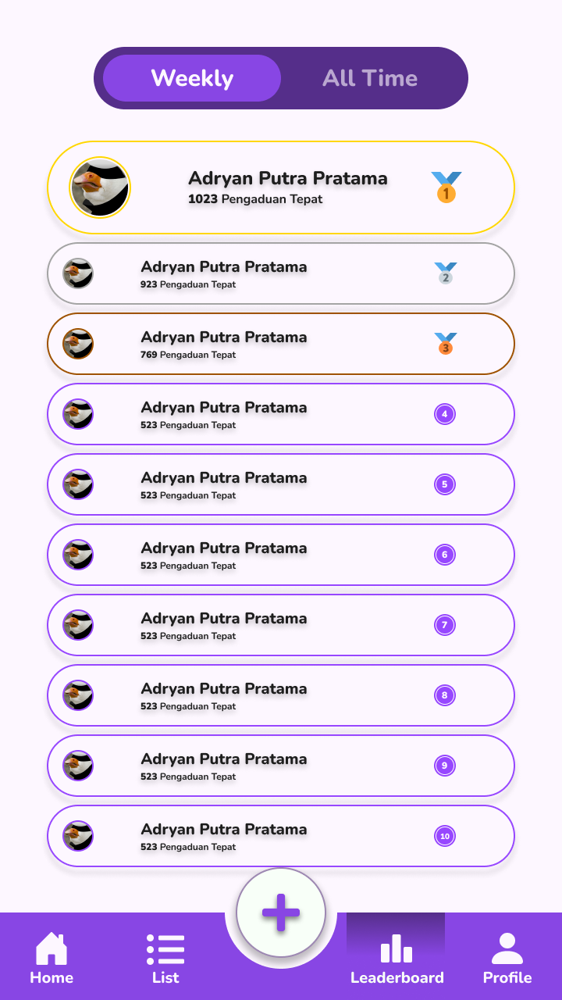 Weekly
All Time
Adryan Putra Pratama
1023 Pengaduan Tepat
1
Adryan Putra Pratama
923 Pengaduan Tepat
2
Adryan Putra Pratama
769 Pengaduan Tepat
3
Adryan Putra Pratama
523 Pengaduan Tepat
4
Adryan Putra Pratama
523 Pengaduan Tepat
5
Adryan Putra Pratama
523 Pengaduan Tepat
6
Adryan Putra Pratama
523 Pengaduan Tepat
7
Adryan Putra Pratama
523 Pengaduan Tepat
8
Adryan Putra Pratama
523 Pengaduan Tepat
9
Adryan Putra Pratama
523 Pengaduan Tepat
10
Home
List
Leaderboard
Profile